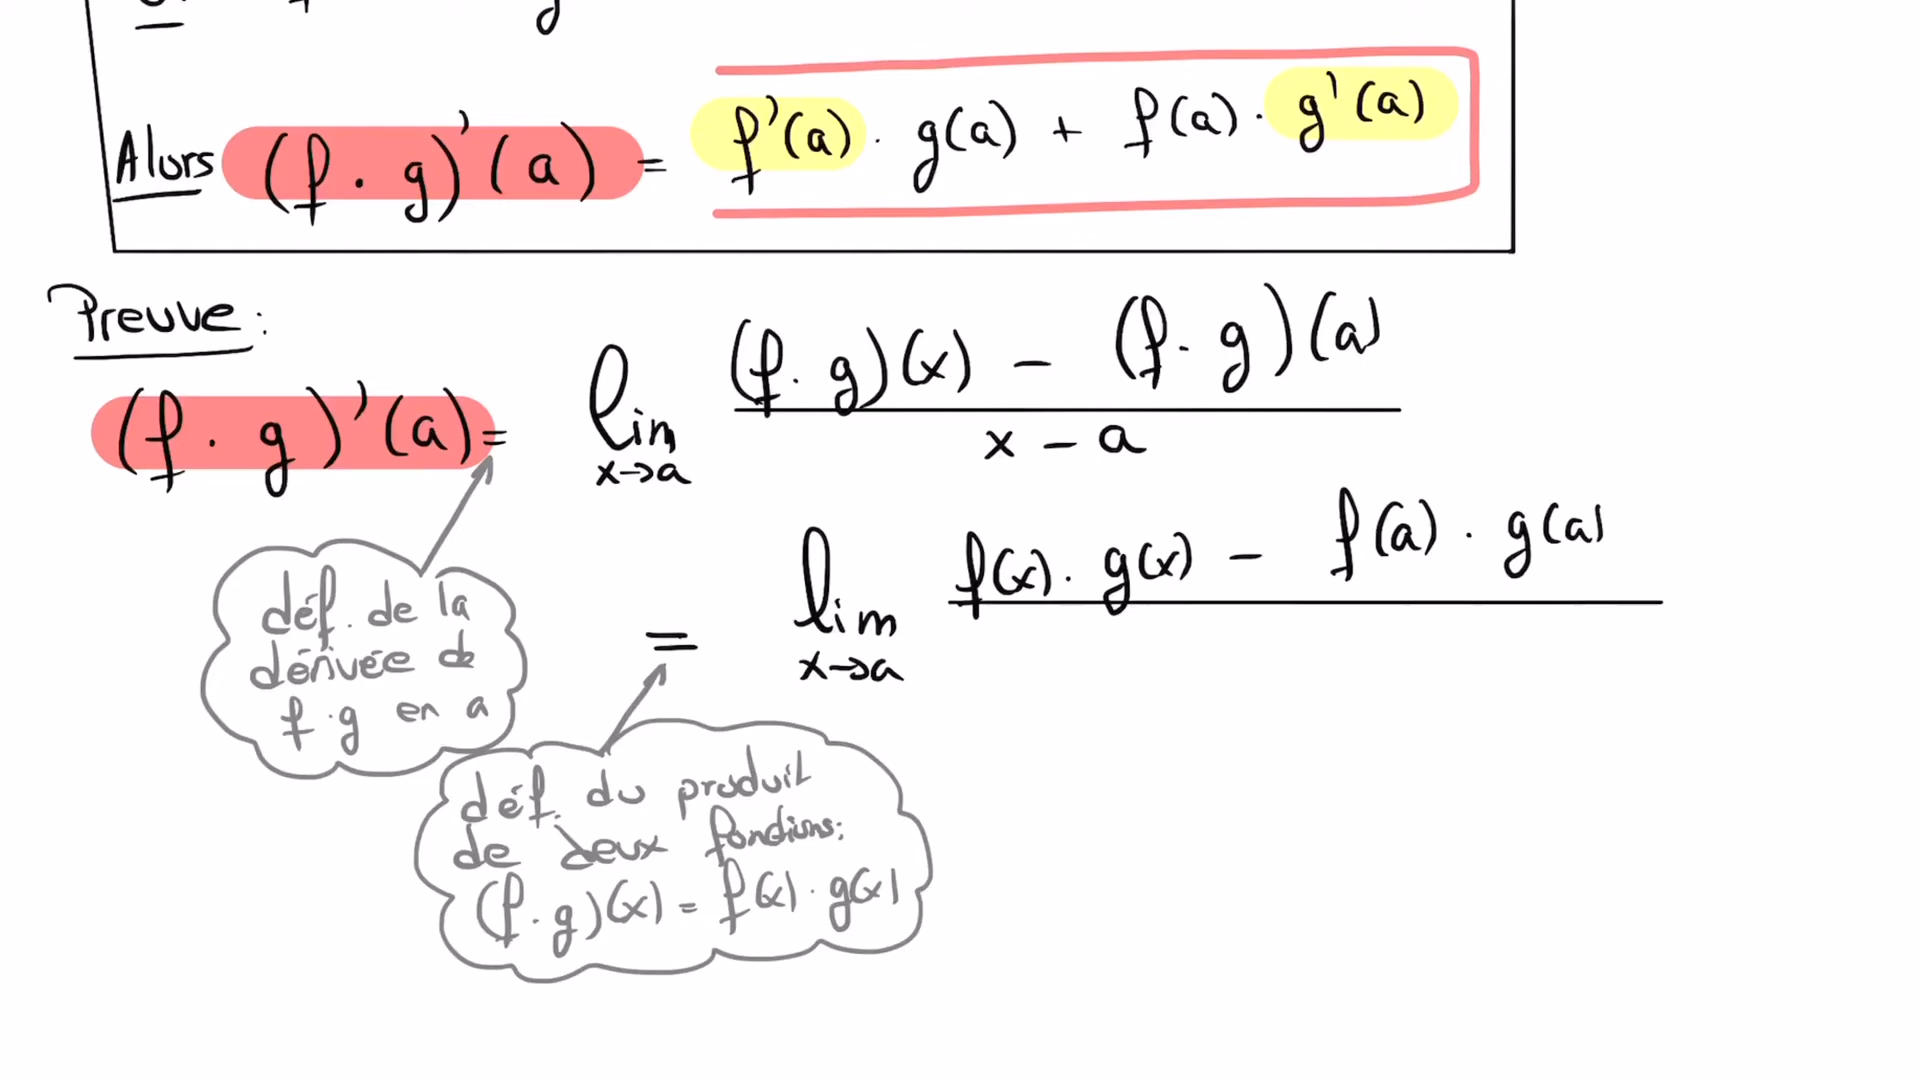 Alors (f · g)'(a) = f'(a) · g(a) + f(a) · g'(a)
Preuve :
(f · g)'(a) = lim x→a (f · g)(x) − (f · g)(a)
x − a
= lim x→a f(x) · g(x) − f(a) · g(a)
déf. de la
dérivée de
f · g en a
déf. du produit
de deux fonctions:
(f · g)(x) = f(x) · g(x)